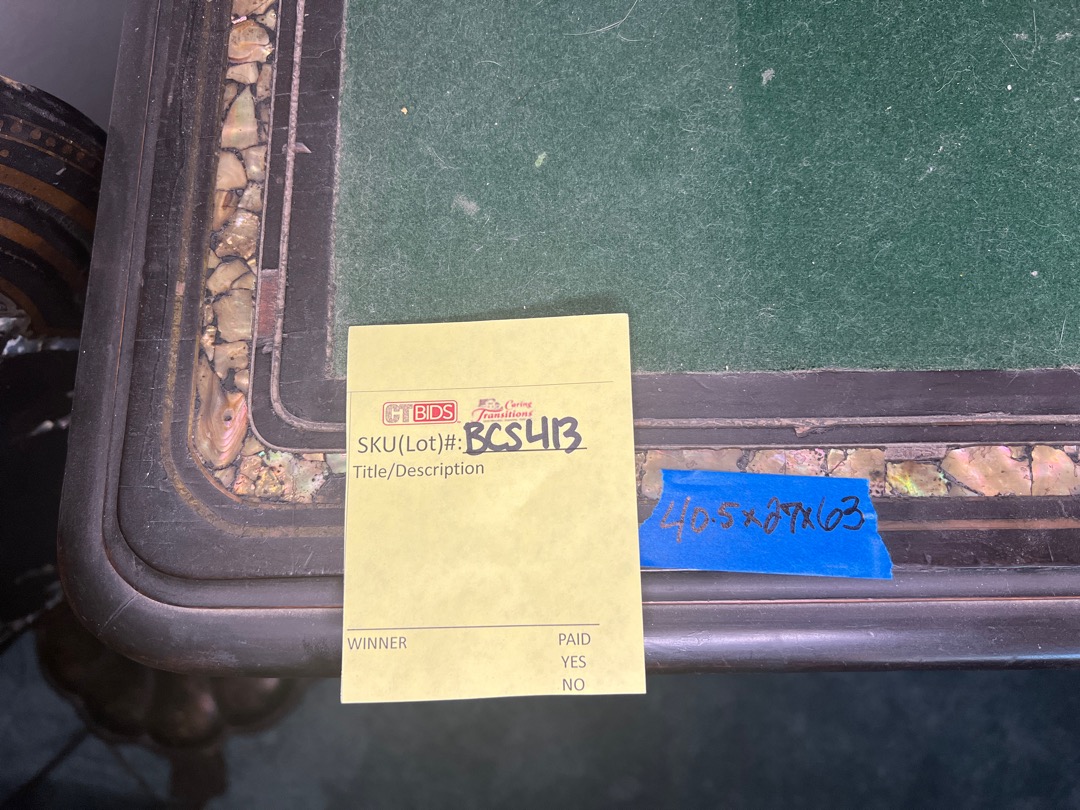 CTBIDS Caring Transitions
SKU(Lot)#: BCS413
Title/Description
40.5x27x63
WINNER PAID
YES
NO